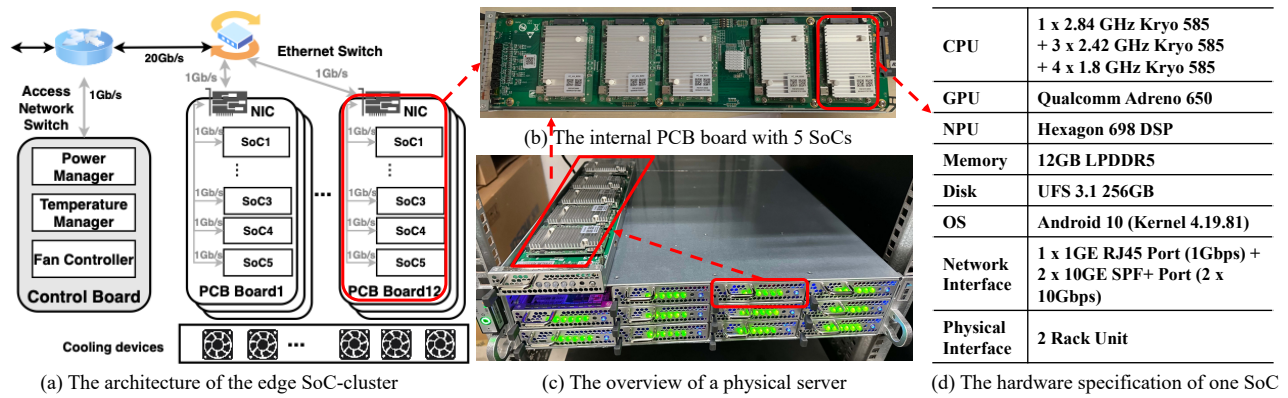 20Gb/s
Ethernet Switch
1Gb/s
1Gb/s
Access
Network
Switch
1Gb/s
NIC
NIC
Power
Manager
Temperature
Manager
Fan Controller
Control Board
1Gb/s
SoC1
⋮
1Gb/s
SoC3
1Gb/s
SoC4
1Gb/s
SoC5
PCB Board1
...
1Gb/s
SoC1
⋮
1Gb/s
SoC3
1Gb/s
SoC4
1Gb/s
SoC5
PCB Board12
Cooling devices
...
(a) The architecture of the edge SoC-cluster
(b) The internal PCB board with 5 SoCs
(c) The overview of a physical server
CPU
1 x 2.84 GHz Kryo 585
+ 3 x 2.42 GHz Kryo 585
+ 4 x 1.8 GHz Kryo 585
GPU
Qualcomm Adreno 650
NPU
Hexagon 698 DSP
Memory
12GB LPDDR5
Disk
UFS 3.1 256GB
OS
Android 10 (Kernel 4.19.81)
Network
Interface
1 x 1GE RJ45 Port (1Gbps) +
2 x 10GE SPF+ Port (2 x
10Gbps)
Physical
Interface
2 Rack Unit
(d) The hardware specification of one SoC